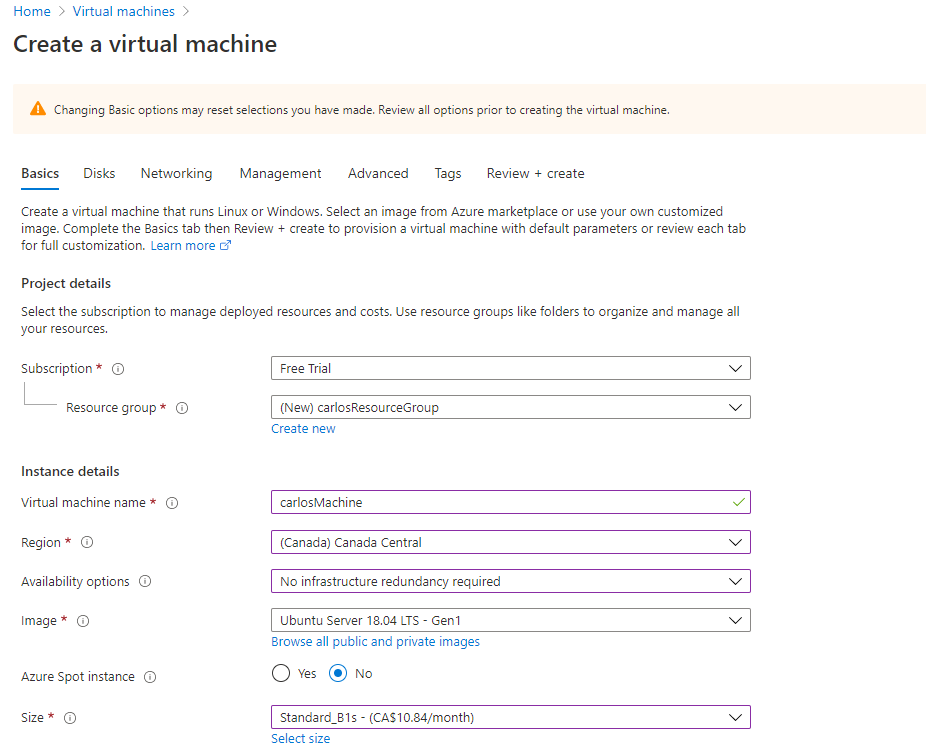 Home > Virtual machines >
Create a virtual machine
Changing Basic options may reset selections you have made. Review all options prior to creating the virtual machine.
Basics Disks Networking Management Advanced Tags Review + create
Create a virtual machine that runs Linux or Windows. Select an image from Azure marketplace or use your own customized
image. Complete the Basics tab then Review + create to provision a virtual machine with default parameters or review each tab
for full customization. Learn more
Project details
Select the subscription to manage deployed resources and costs. Use resource groups like folders to organize and manage all
your resources.
Subscription * Free Trial
Resource group * (New) carlosResourceGroup
Create new
Instance details
Virtual machine name * carlosMachine
Region * (Canada) Canada Central
Availability options No infrastructure redundancy required
Image * Ubuntu Server 18.04 LTS - Gen1
Browse all public and private images
Azure Spot instance Yes No
Size * Standard_B1s - (CA$10.84/month)
Select size